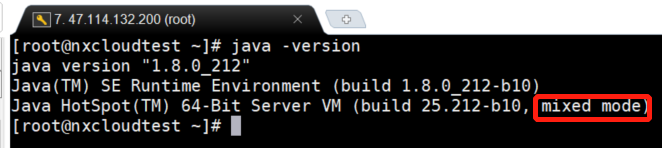 7. 47.114.132.200 (root)
[root@nxcloudtest ~]# java -version
java version "1.8.0_212"
Java(TM) SE Runtime Environment (build 1.8.0_212-b10)
Java HotSpot(TM) 64-Bit Server VM (build 25.212-b10, mixed mode)
[root@nxcloudtest ~]#